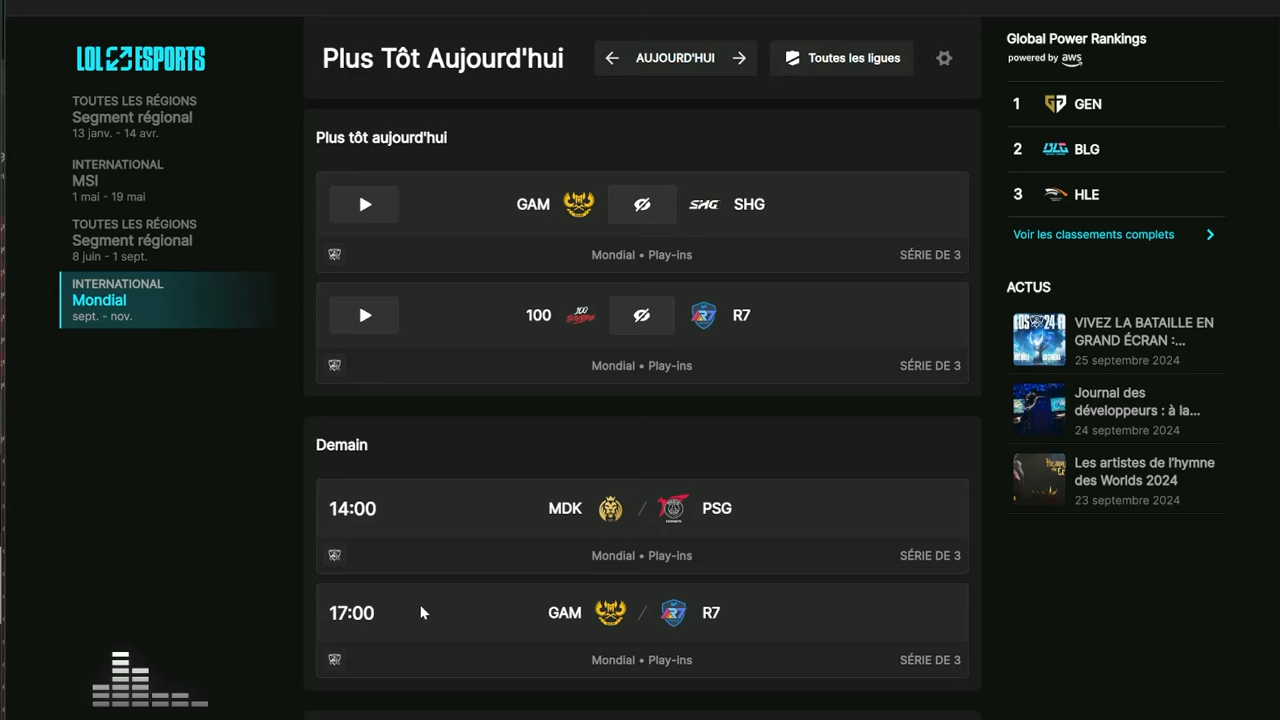 LOL ESPORTS
TOUTES LES RÉGIONS
Segment régional
13 janv. - 14 avr.
INTERNATIONAL
MSI
1 mai - 19 mai
TOUTES LES RÉGIONS
Segment régional
8 juin - 1 sept.
INTERNATIONAL
Mondial
sept. - nov.
Plus Tôt Aujourd'hui
AUJOURD'HUI
Toutes les ligues
Plus tôt aujourd'hui
GAM SHG
Mondial • Play-ins SÉRIE DE 3
100 R7
Mondial • Play-ins SÉRIE DE 3
Demain
14:00 MDK / PSG
Mondial • Play-ins SÉRIE DE 3
17:00 GAM / R7
Mondial • Play-ins SÉRIE DE 3
Global Power Rankings
powered by aws
1 GEN
2 BLG BLG
3 HLE
Voir les classements complets
ACTUS
VIVEZ LA BATAILLE EN
GRAND ÉCRAN :...
25 septembre 2024
Journal des
développeurs : à la...
24 septembre 2024
Les artistes de l'hymne
des Worlds 2024
23 septembre 2024